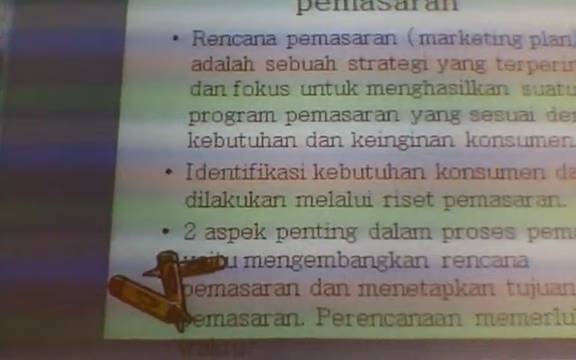 pemasaran
• Rencana pemasaran (marketing plan)
adalah sebuah strategi yang
dan fokus untuk menghasilkan suatu
program pemasaran yang sesuai
kebutuhan dan keinginan konsumen
• Identifikasi kebutuhan konsumen
dilakukan melalui riset pemasaran.
• 2 aspek penting dalam proses
yaitu mengembangkan rencana
pemasaran dan menetapkan tujuan
pemasaran. Perencanaan